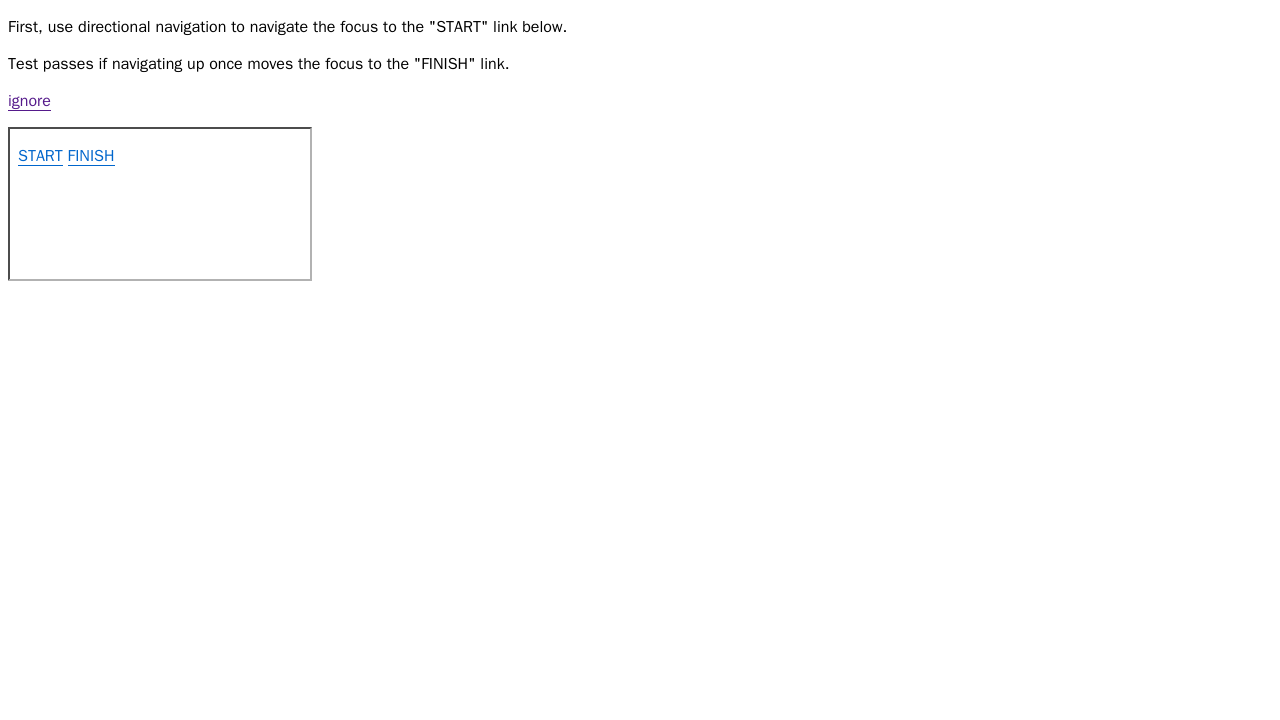 First, use directional navigation to navigate the focus to the "START" link below.
Test passes if navigating up once moves the focus to the "FINISH" link.
ignore
START FINISH